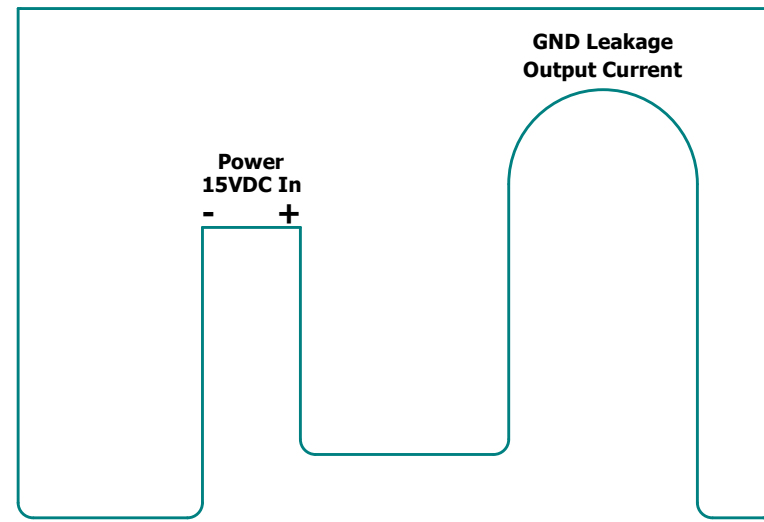 GND Leakage
Output Current
Power
15VDC In
- +